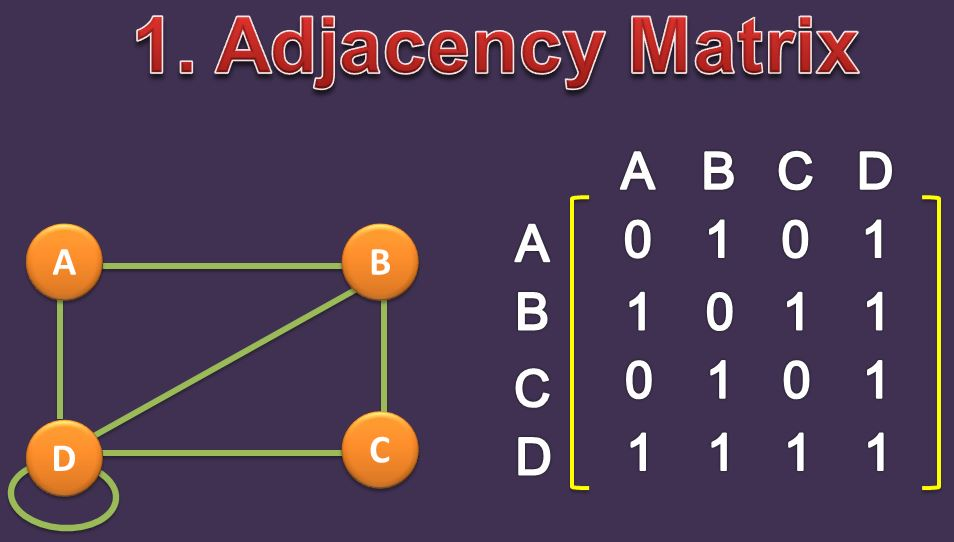 1. Adjacency Matrix
A B C D
A 0 1 0 1
B 1 0 1 1
C 0 1 0 1
D 1 1 1 1
A B
D C